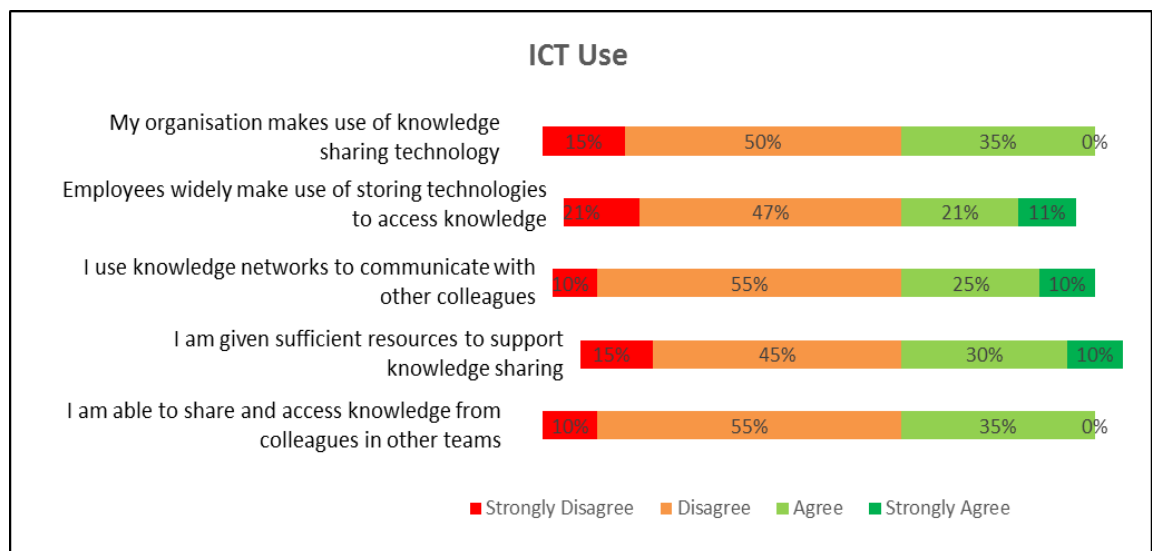 ICT Use
My organisation makes use of knowledge
sharing technology
15% 50% 35% 0%
Employees widely make use of storing technologies
to access knowledge
21% 47% 21% 11%
I use knowledge networks to communicate with
other colleagues
10% 55% 25% 10%
I am given sufficient resources to support
knowledge sharing
15% 45% 30% 10%
I am able to share and access knowledge from
colleagues in other teams
10% 55% 35% 0%
Strongly Disagree Disagree Agree Strongly Agree